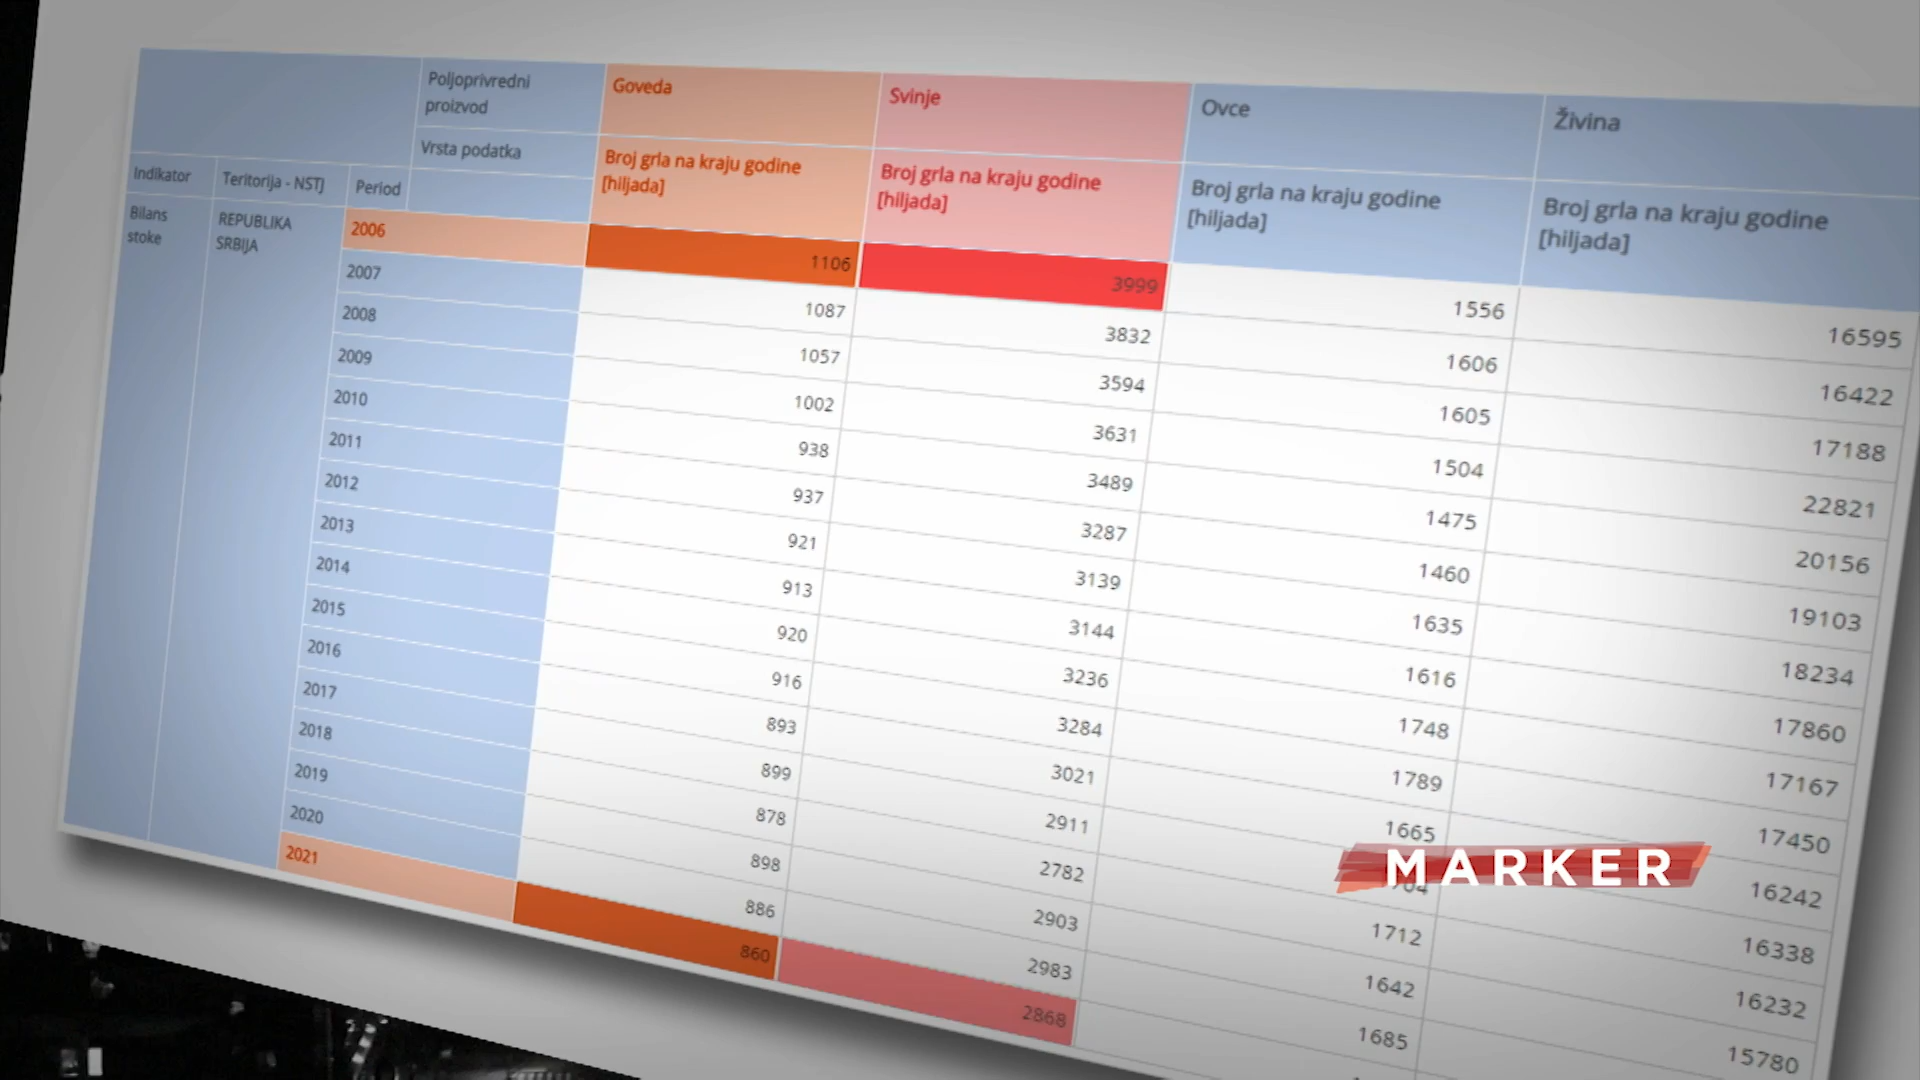 Poljoprivredni proizvod Goveda Svinje Ovce Živina
Vrsta podatka Broj grla na kraju godine [hiljada] Broj grla na kraju godine [hiljada] Broj grla na kraju godine [hiljada] Broj grla na kraju godine [hiljada]
Indikator Teritorija - NSTJ Period
Bilans stoke REPUBLIKA SRBIJA 2006 1106 3999 1556 16595
2007 1087 3832 1606 16422
2008 1057 3594 1605 17188
2009 1002 3631 1504 22821
2010 938 3489 1475 20156
2011 937 3287 1460 19103
2012 921 3139 1635 18234
2013 913 3144 1616 17860
2014 920 3236 1748 17167
2015 916 3284 1789 17450
2016 893 3021 1665 16242
2017 899 2911 16338
2018 878 2782 1712 16232
2019 898 2903 1642 15780
2020 886 2983 1685
2021 860 2868
MARKER